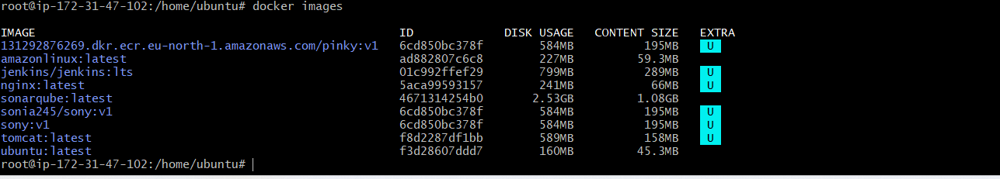 root@ip-172-31-47-102:/home/ubuntu# docker images
IMAGE ID DISK USAGE CONTENT SIZE EXTRA
131292876269.dkr.ecr.eu-north-1.amazonaws.com/pinky:v1 6cd850bc378f 584MB 195MB U
amazonlinux:latest ad882807c6c8 227MB 59.3MB
jenkins/jenkins:lts 01c992ffef29 799MB 289MB U
nginx:latest 5aca99593157 241MB 66MB U
sonarqube:latest 4671314254b0 2.53GB 1.08GB
sonia245/sony:v1 6cd850bc378f 584MB 195MB U
sony:v1 6cd850bc378f 584MB 195MB U
tomcat:latest f8d2287df1bb 589MB 158MB U
ubuntu:latest f3d28607ddd7 160MB 45.3MB
root@ip-172-31-47-102:/home/ubuntu#